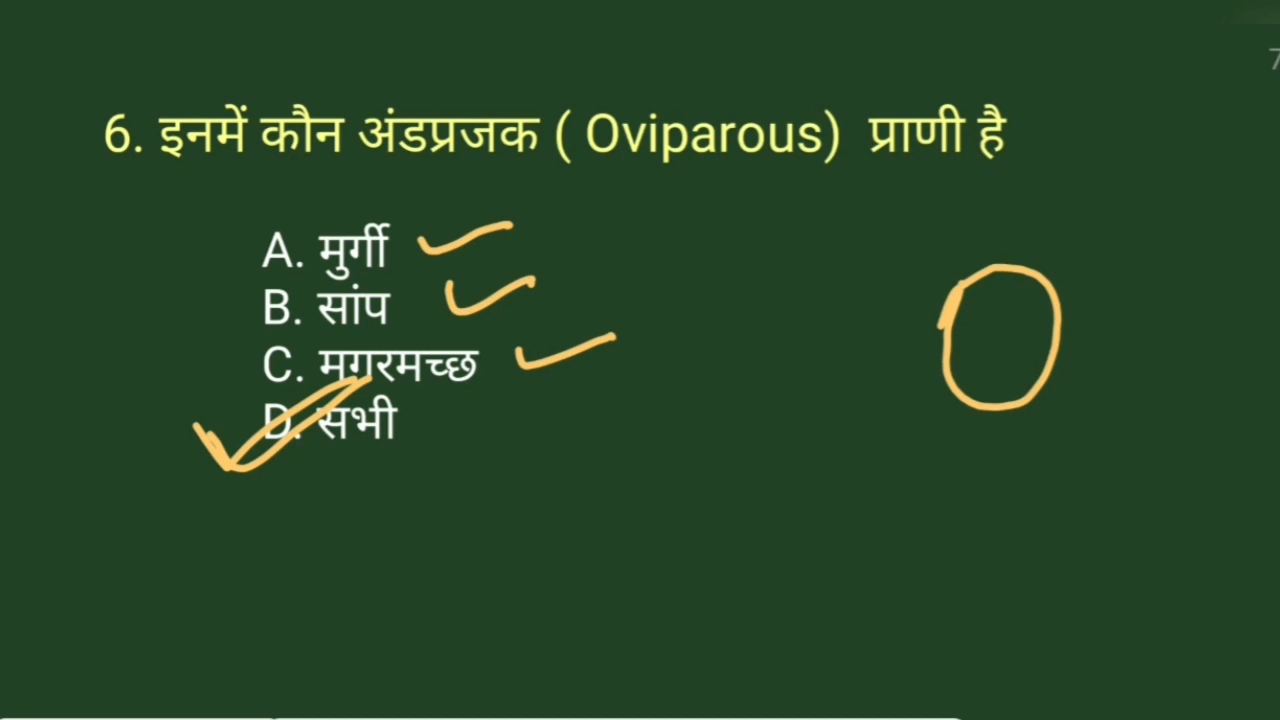 6. इनमें कौन अंडप्रजक ( Oviparous) प्राणी है
A. मुर्गी
B. सांप
C. मगरमच्छ
D. सभी